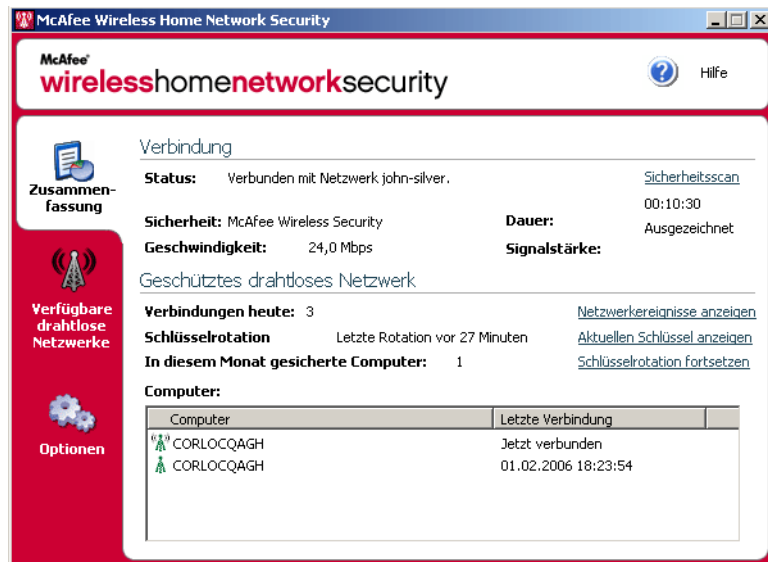 McAfee Wireless Home Network Security
McAfee®
wirelesshomenetworksecurity
Hilfe
Zusammen-
fassung
Verfügbare
drahtlose
Netzwerke
Optionen
Verbindung
Status: Verbunden mit Netzwerk john-silver. Sicherheitsscan
Sicherheit: McAfee Wireless Security Dauer: 00:10:30
Geschwindigkeit: 24,0 Mbps Signalstärke: Ausgezeichnet
Geschütztes drahtloses Netzwerk
Verbindungen heute: 3 Netzwerkereignisse anzeigen
Schlüsselrotation Letzte Rotation vor 27 Minuten Aktuellen Schlüssel anzeigen
In diesem Monat gesicherte Computer: 1 Schlüsselrotation fortsetzen
Computer:
Computer Letzte Verbindung
CORLOCQAGH Jetzt verbunden
CORLOCQAGH 01.02.2006 18:23:54